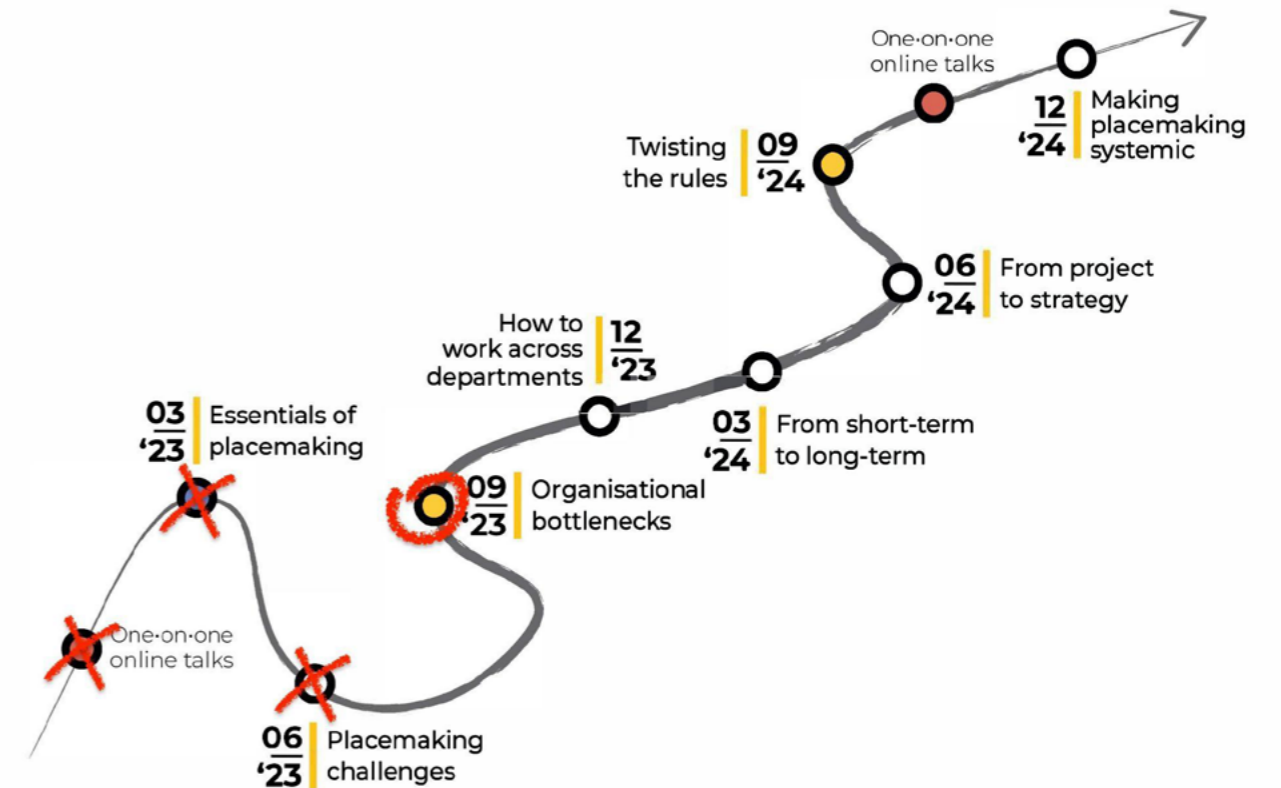 One•on•one
online talks
03
‘23
Essentials of
placemaking
06
‘23
Placemaking
challenges
09
‘23
Organisational
bottlenecks
How to
work across
departments
12
‘23
03
‘24
From short-term
to long-term
06
‘24
From project
to strategy
Twisting
the rules
09
‘24
One•on•one
online talks
12
‘24
Making
placemaking
systemic